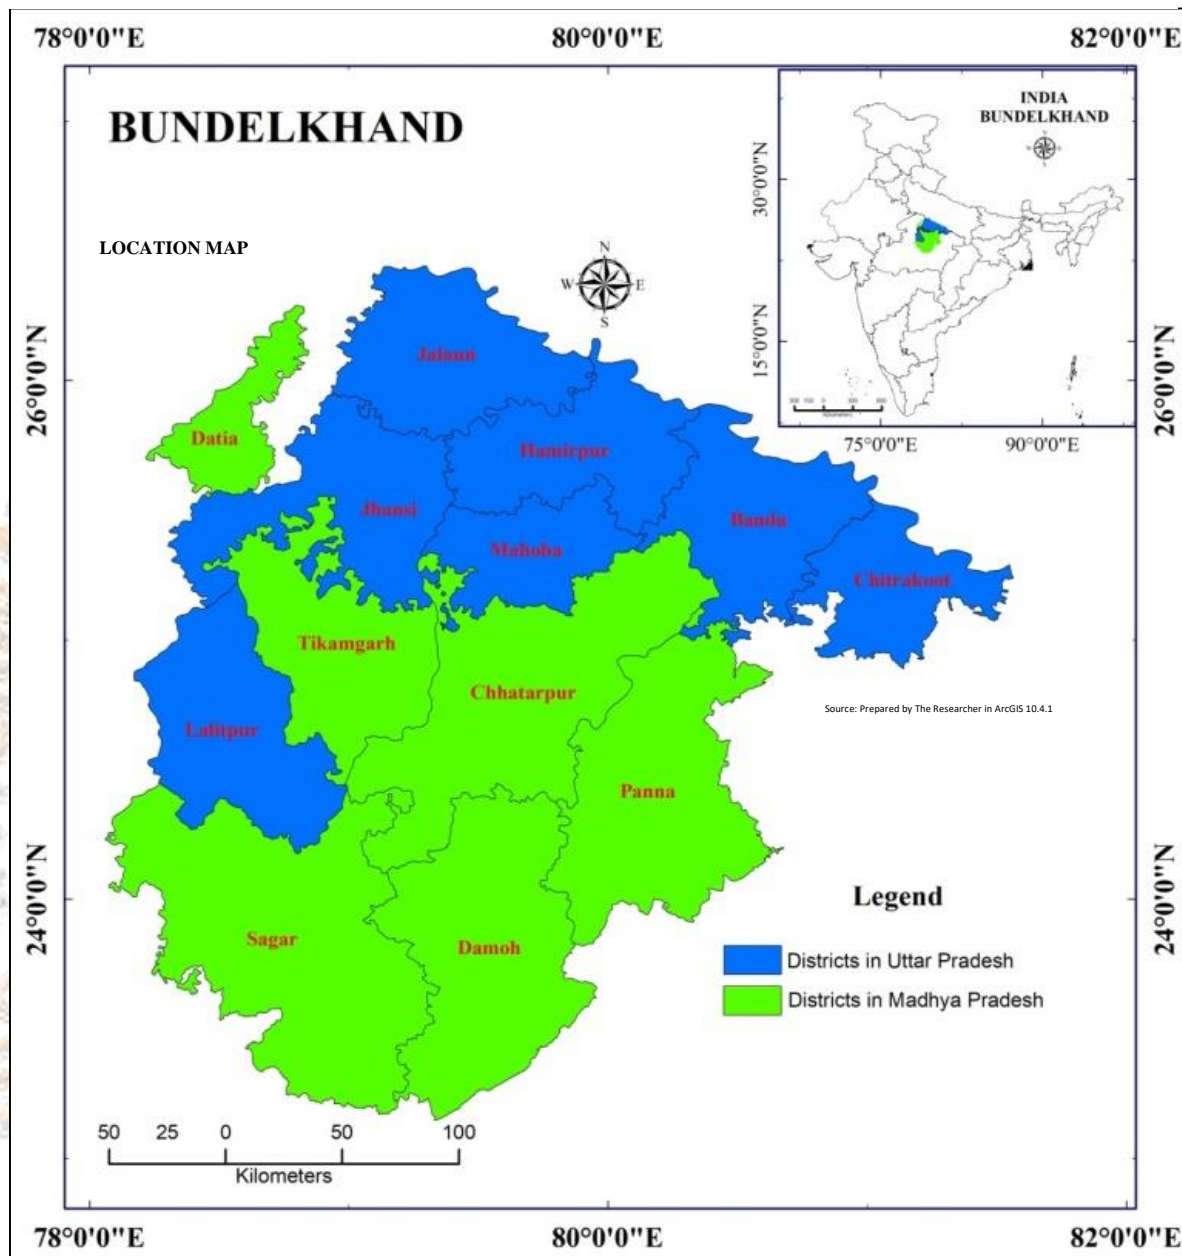 78°0'0"E 80°0'0"E 82°0'0"E
BUNDELKHAND
INDIA
BUNDELKHAND
30°0'0"N
15°0'0"N
75°0'0"E 90°0'0"E
LOCATION MAP
N
W E
S
26°0'0"N 26°0'0"N
Jalaun
Datia
Hamirpur
Jhansi
Banda
Mahoba
Chitrakoot
Tikamgarh
Chhatarpur
Source: Prepared by The Researcher in ArcGIS 10.4.1
Lalitpur
Panna
24°0'0"N 24°0'0"N
Legend
Sagar
Damoh
Districts in Uttar Pradesh
Districts in Madhya Pradesh
50 25 0 50 100
Kilometers
78°0'0"E 80°0'0"E 82°0'0"E